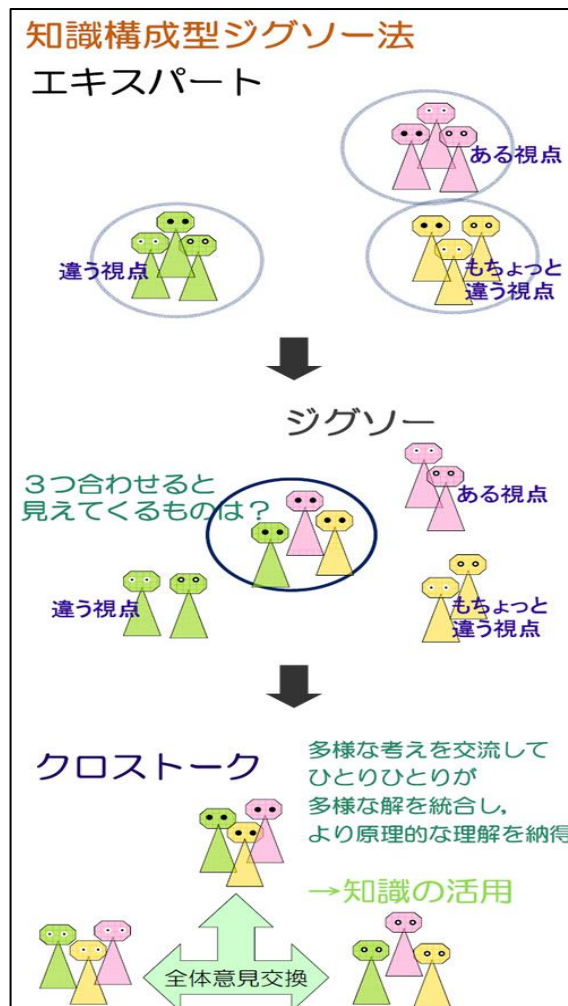 知識構成型ジグソー法
エキスパート
ある視点
違う視点
もちょっと
違う視点
ジグソー
3つ合わせると
見えてくるものは?
ある視点
違う視点
もちょっと
違う視点
クロストーク
多様な考えを交流して
ひとりひとりが
多様な解を統合し,
より原理的な理解を納得
→知識の活用
全体意見交換